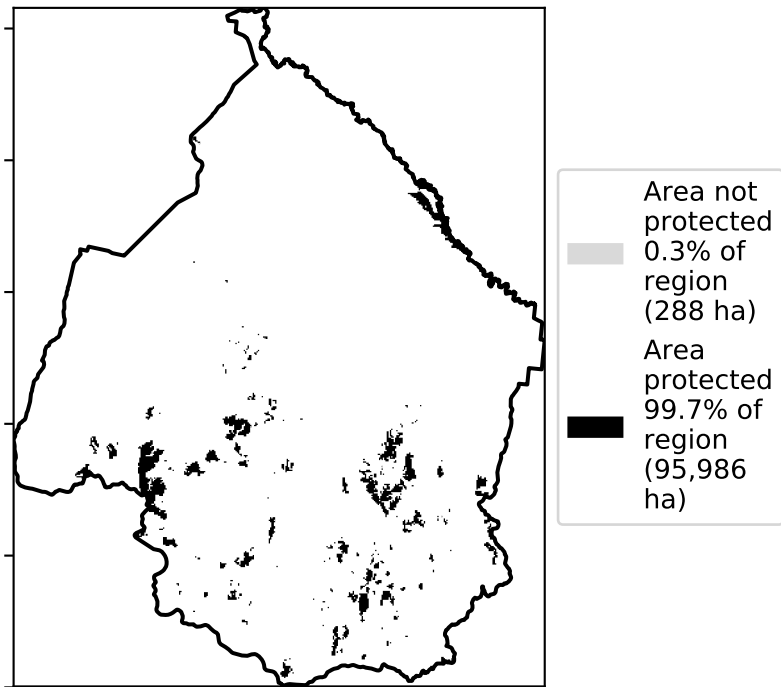 Area not
protected
0.3% of
region
(288 ha)
Area
protected
99.7% of
region
(95,986
ha)